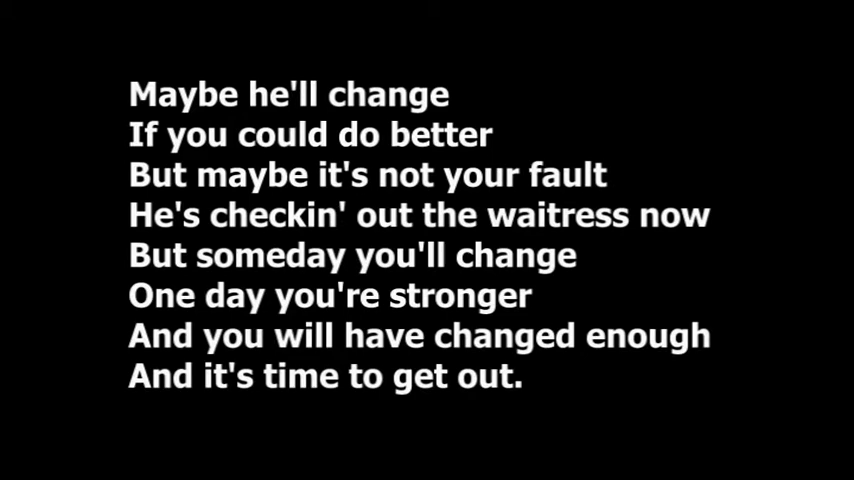 Maybe he'll change
If you could do better
But maybe it's not your fault
He's checkin' out the waitress now
But someday you'll change
One day you're stronger
And you will have changed enough
And it's time to get out.